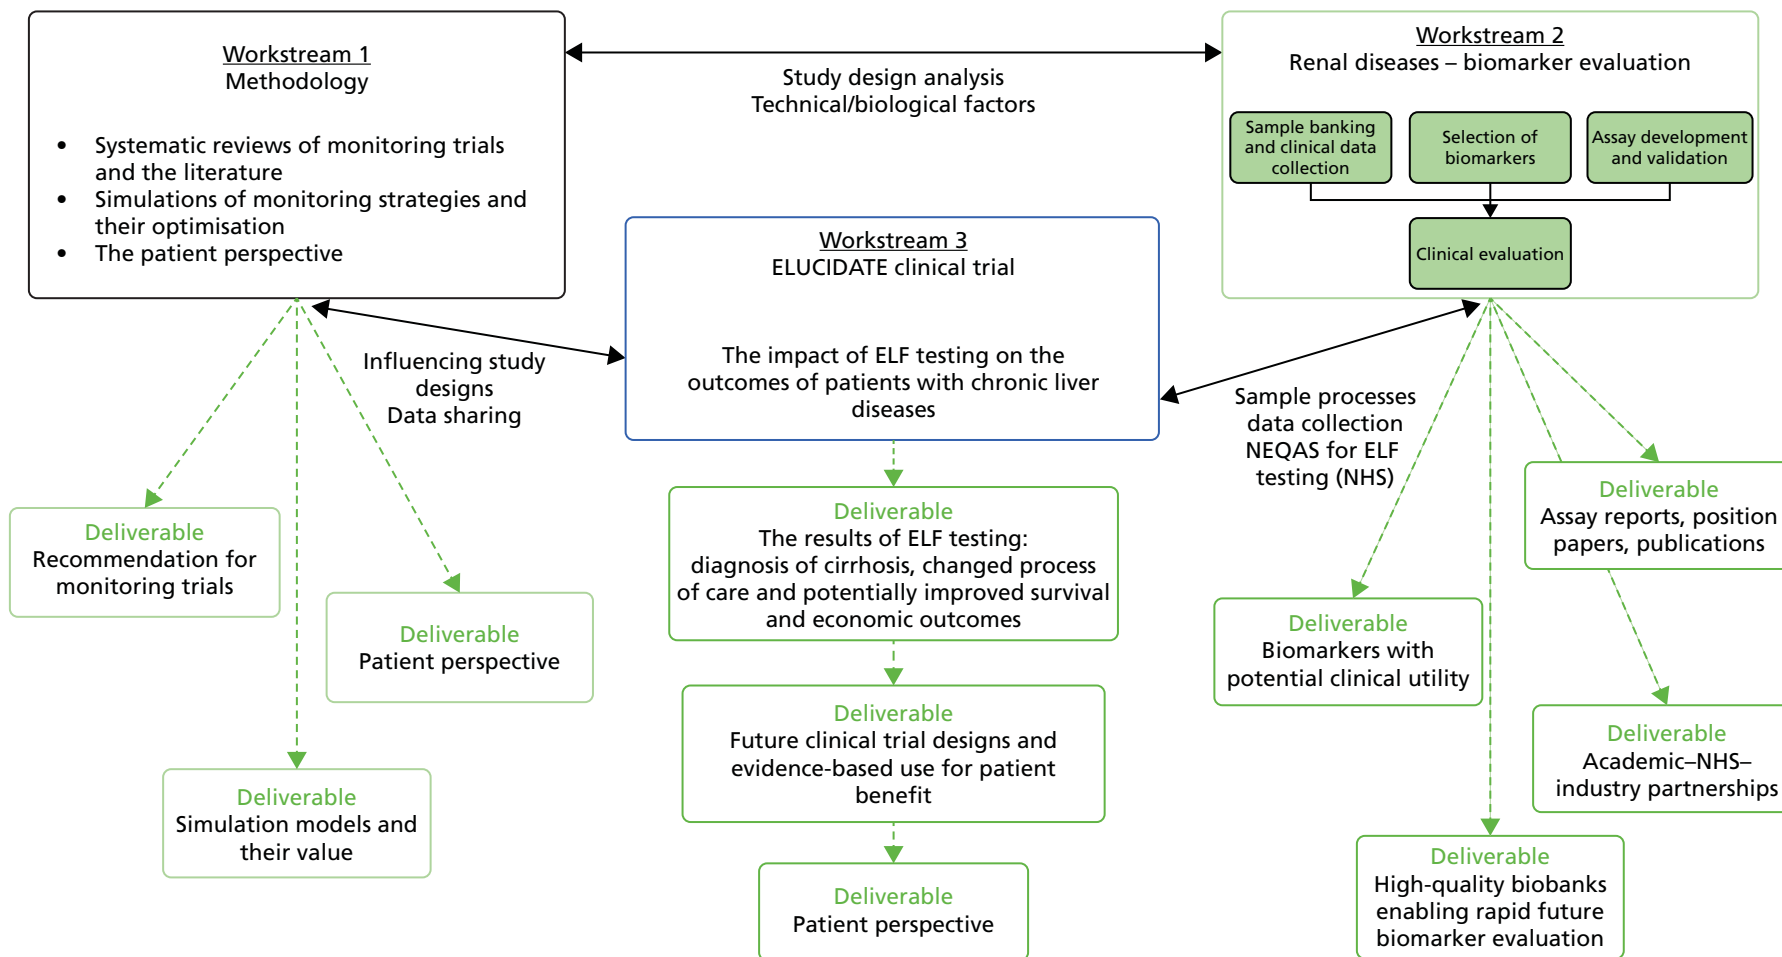 Workstream 1
Methodology
• Systematic reviews of monitoring trials
and the literature
• Simulations of monitoring strategies and
their optimisation
• The patient perspective
Study design analysis
Technical/biological factors
Workstream 2
Renal diseases – biomarker evaluation
Sample banking
and clinical data
collection
Selection of
biomarkers
Assay development
and validation
Clinical evaluation
Workstream 3
ELUCIDATE clinical trial
The impact of ELF testing on the
outcomes of patients with chronic liver
diseases
Influencing study
designs
Data sharing
Sample processes
data collection
NEQAS for ELF
testing (NHS)
Deliverable
Recommendation for
monitoring trials
Deliverable
Patient perspective
Deliverable
Simulation models and
their value
Deliverable
The results of ELF testing:
diagnosis of cirrhosis, changed process
of care and potentially improved survival
and economic outcomes
Deliverable
Future clinical trial designs and
evidence-based use for patient
benefit
Deliverable
Patient perspective
Deliverable
Assay reports, position
papers, publications
Deliverable
Biomarkers with
potential clinical utility
Deliverable
Academic–NHS–
industry partnerships
Deliverable
High-quality biobanks
enabling rapid future
biomarker evaluation